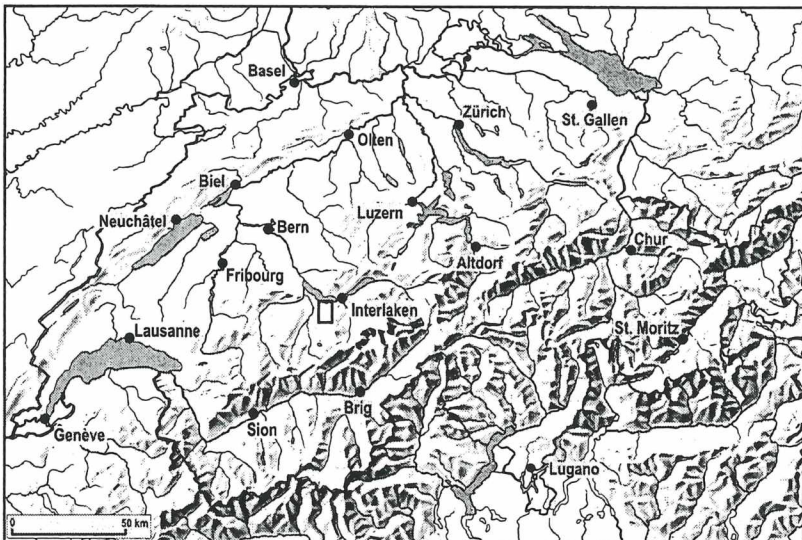 Basel
Zürich
St. Gallen
Olten
Biel
Luzern
Neuchâtel
Bern
Chur
Altdorf
Fribourg
Interlaken
Lausanne
St. Moritz
Brig
Sion
Genève
Lugano
0 50 km